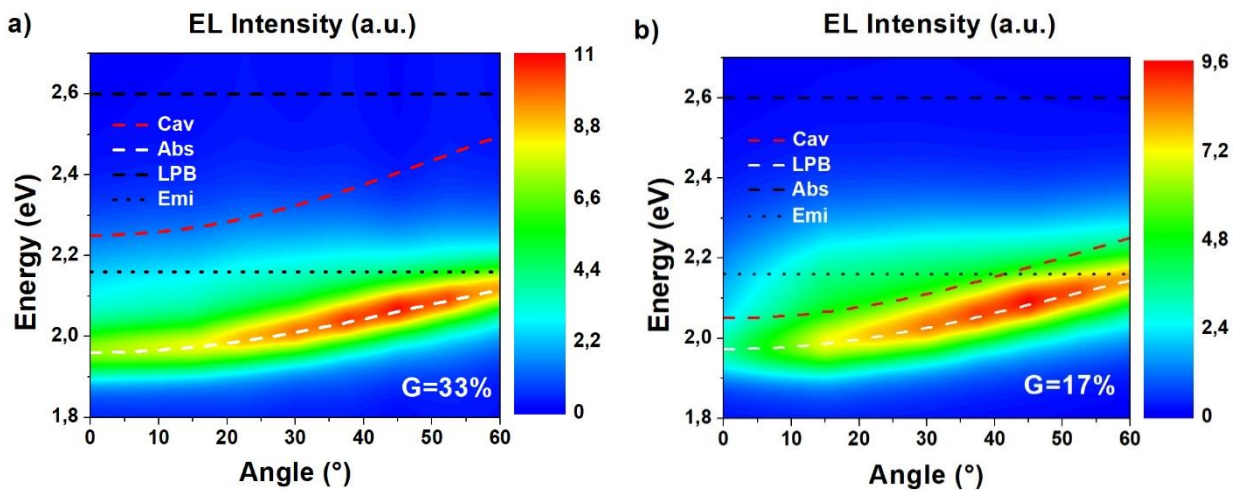 a)
EL Intensity (a.u.)
Energy (eV)
2,6
2,4
2,2
2,0
1,8
Cav
Abs
LPB
Emi
G=33%
0 10 20 30 40 50 60
Angle (°)
11
8,8
6,6
4,4
2,2
0
b)
EL Intensity (a.u.)
Energy (eV)
2,6
2,4
2,2
2,0
1,8
Cav
LPB
Abs
Emi
G=17%
0 10 20 30 40 50 60
Angle (°)
9,6
7,2
4,8
2,4
0